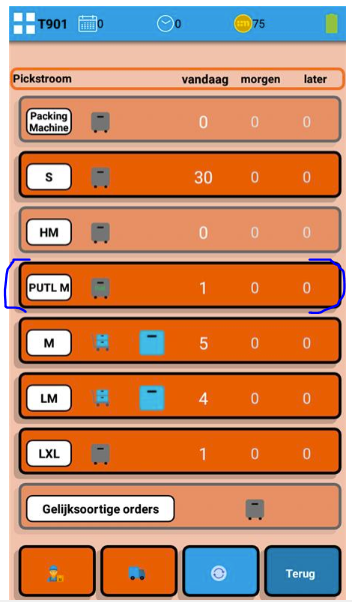 T901 0 0 75
Pickstroom vandaag morgen later
Packing
Machine 0 0 0
S 30 0 0
HM 0 0 0
PUTL M 1 0 0
M 5 0 0
LM 4 0 0
LXL 1 0 0
Gelijksoortige orders
Terug